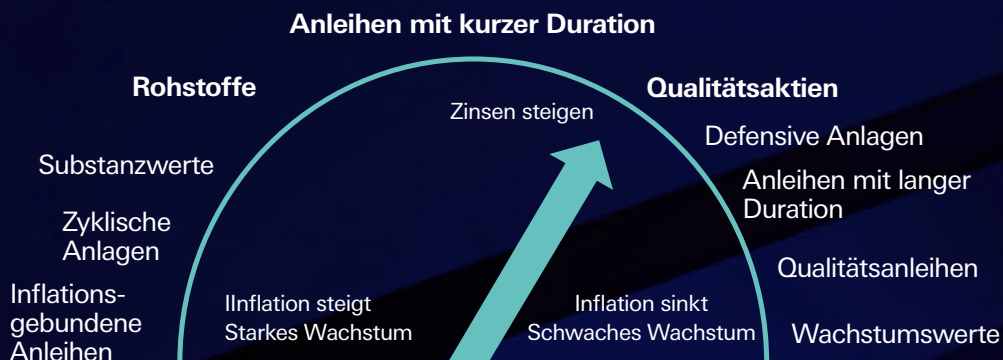 Anleihen mit kurzer Duration
Rohstoffe
Qualitätsaktien
Zinsen steigen
Defensive Anlagen
Substanzwerte
Anleihen mit langer
Duration
Zyklische
Anlagen
Qualitätsanleihen
Inflations-
gebundene
Anleihen
IInflation steigt
Starkes Wachstum
Inflation sinkt
Schwaches Wachstum
Wachstumswerte